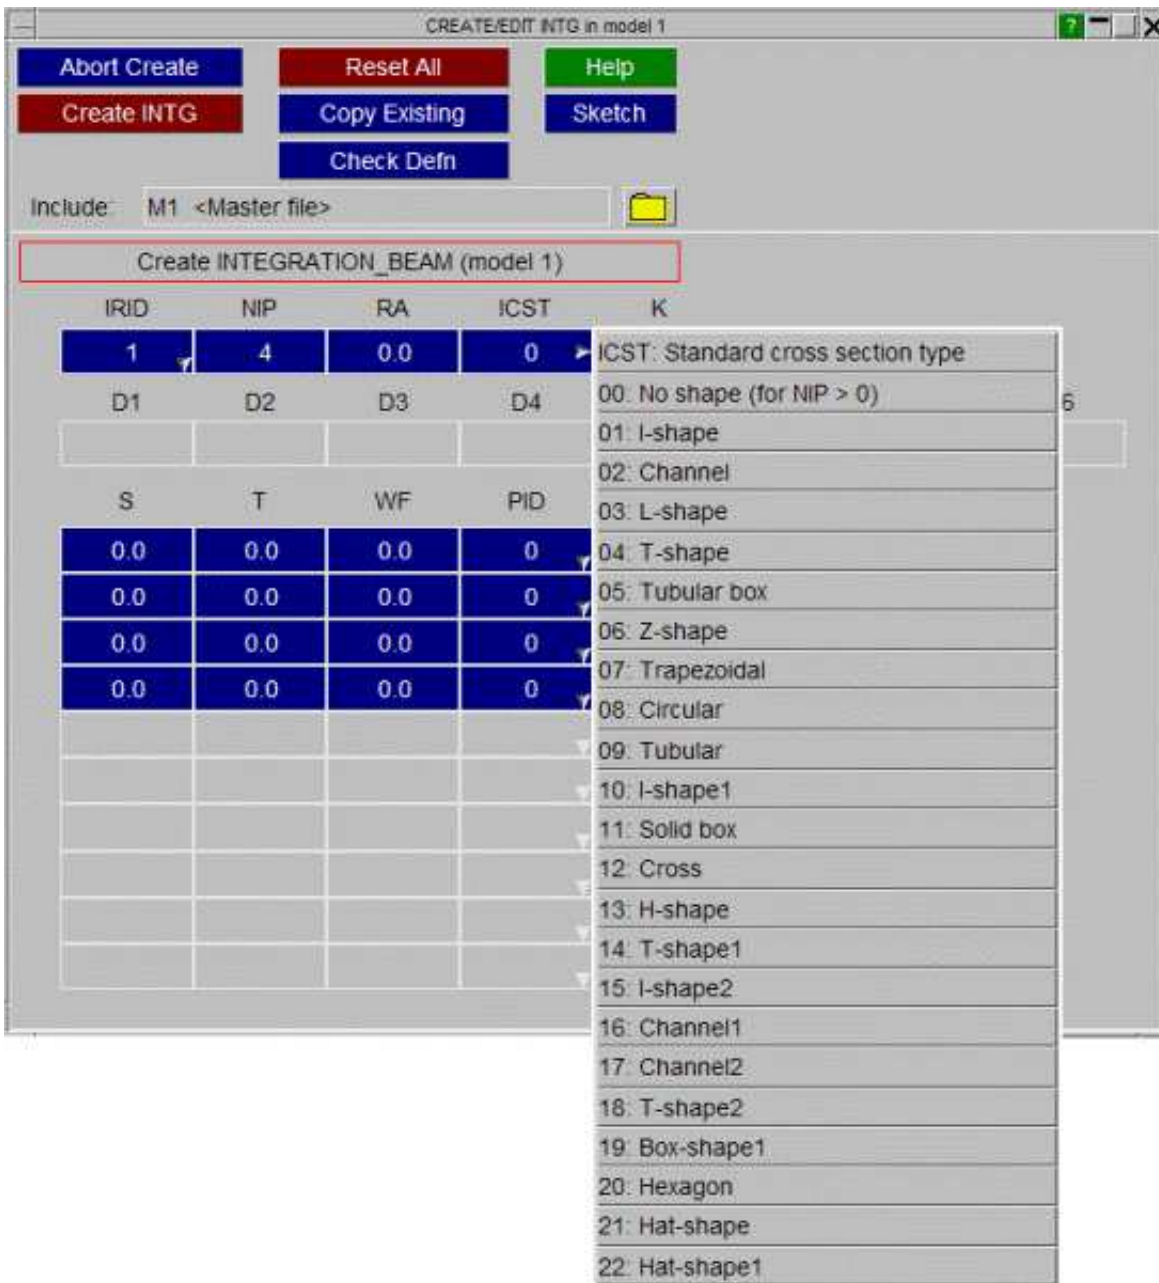 CREATE/EDIT INTG in model 1 ?
Abort Create Reset All Help
Create INTG Copy Existing Sketch
Check Defn
Include: M1 <Master file>
Create INTEGRATION_BEAM (model 1)
IRID NIP RA ICST K
1 4 0.0 0
D1 D2 D3 D4 6
S T WF PID
0.0 0.0 0.0 0
0.0 0.0 0.0 0
0.0 0.0 0.0 0
0.0 0.0 0.0 0
ICST: Standard cross section type
00: No shape (for NIP > 0)
01: I-shape
02: Channel
03: L-shape
04: T-shape
05: Tubular box
06: Z-shape
07: Trapezoidal
08: Circular
09: Tubular
10: I-shape1
11: Solid box
12: Cross
13: H-shape
14: T-shape1
15: I-shape2
16: Channel1
17: Channel2
18: T-shape2
19: Box-shape1
20: Hexagon
21: Hat-shape
22: Hat-shape1